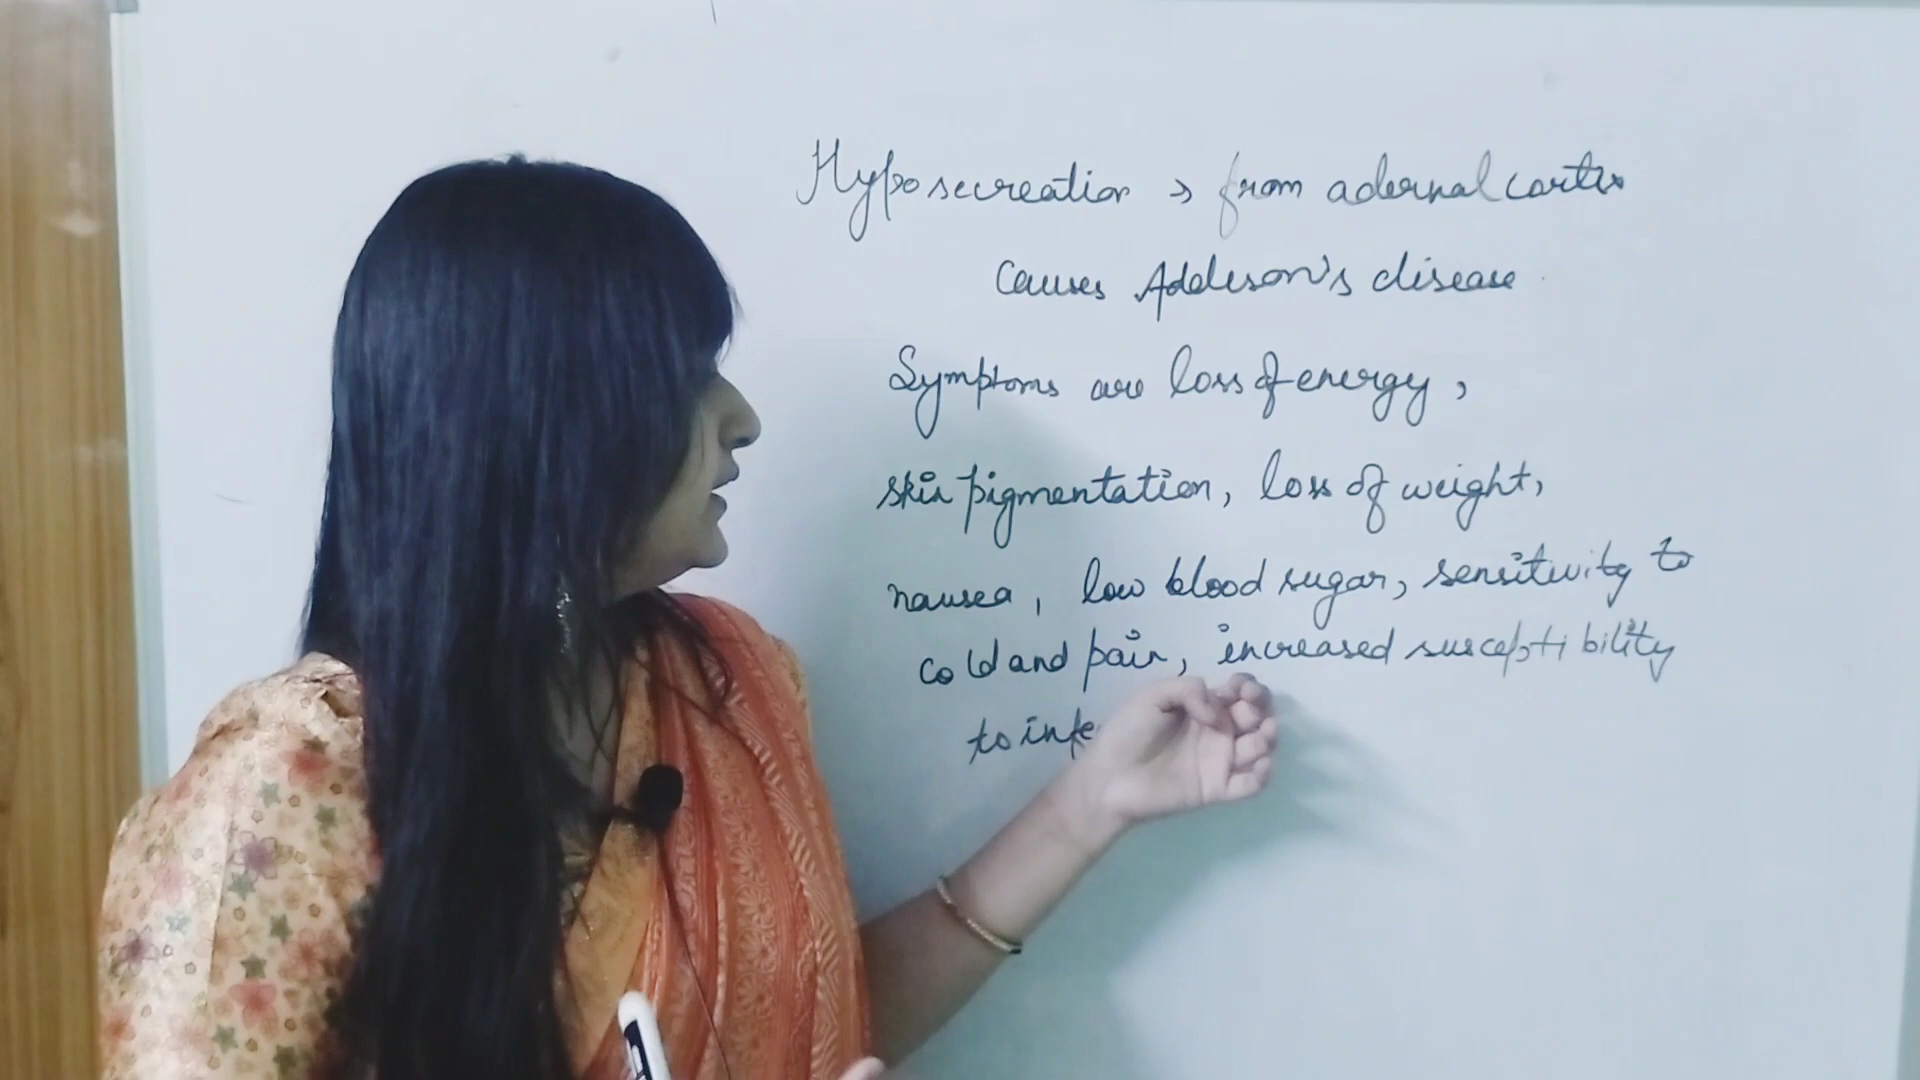 Hyposecreation → from adernal cortex
causes Addison's disease
Symptoms are loss of energy,
skin pigmentation, loss of weight,
nausea, low blood sugar, sensitivity to
cold and pain, increased susceptibility
to infe